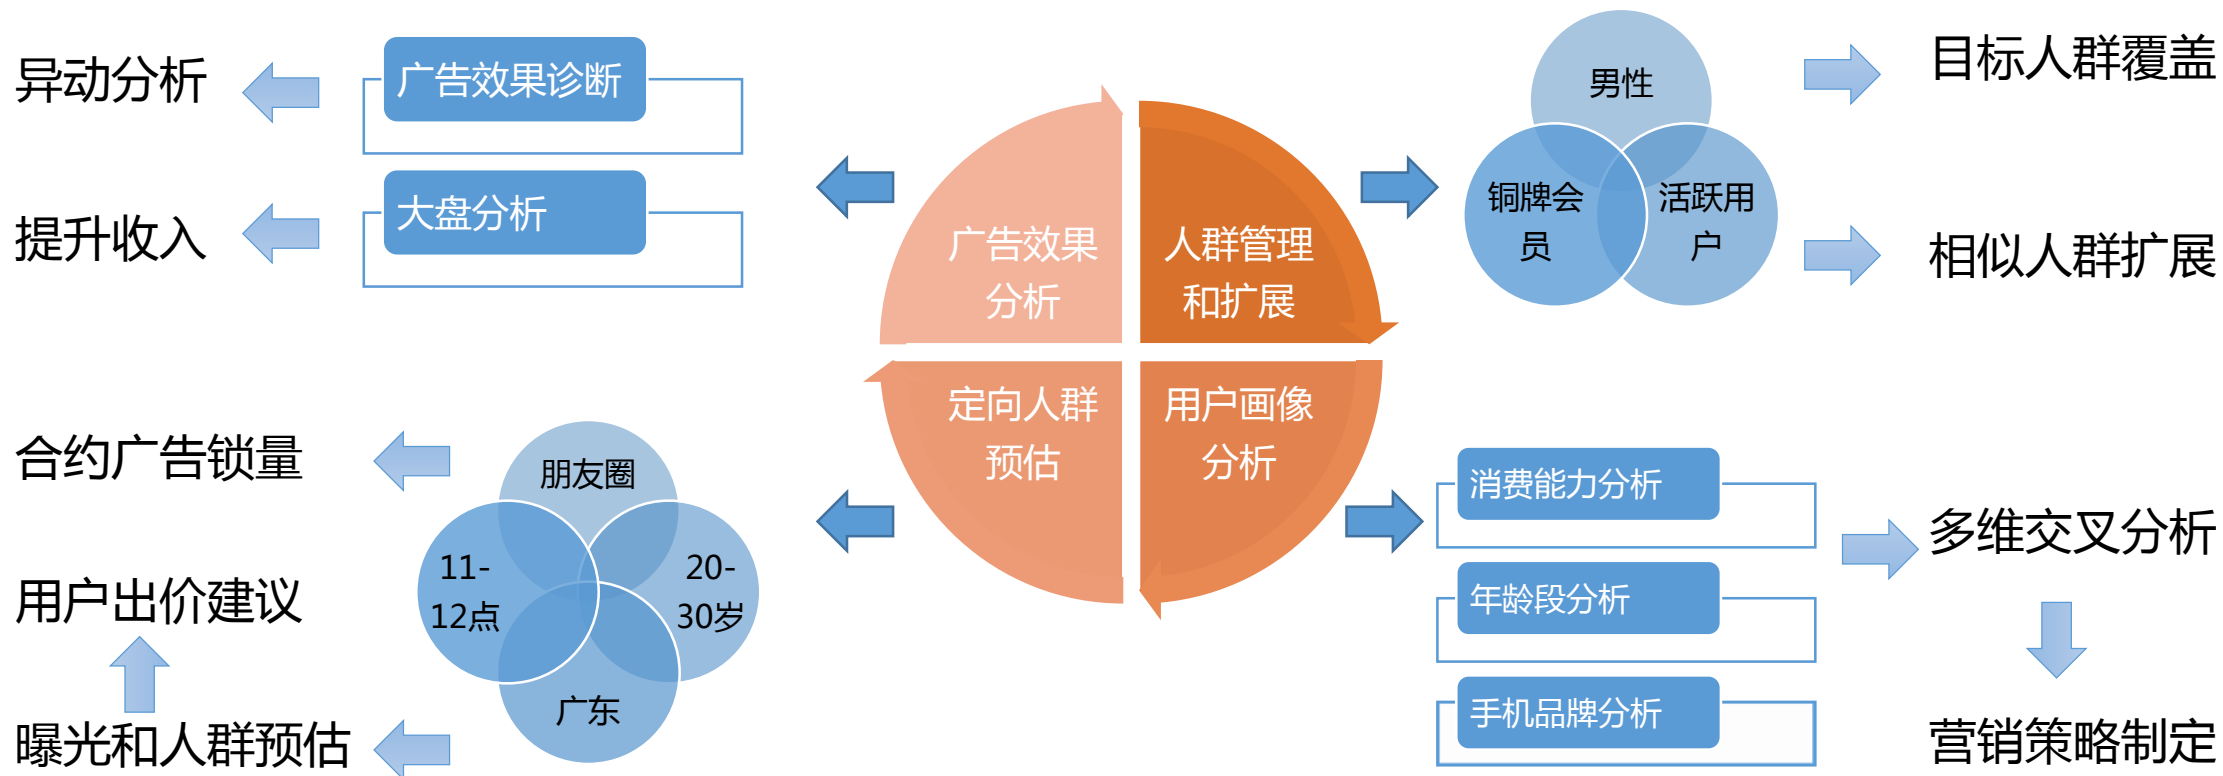 异动分析
广告效果诊断
提升收入
大盘分析
广告效果
分析
人群管理
和扩展
男性
铜牌会
员
活跃用
户
目标人群覆盖
相似人群扩展
合约广告锁量
用户出价建议
曝光和人群预估
朋友圈
11-
12点
20-
30岁
广东
定向人群
预估
用户画像
分析
消费能力分析
年龄段分析
手机品牌分析
多维交叉分析
营销策略制定